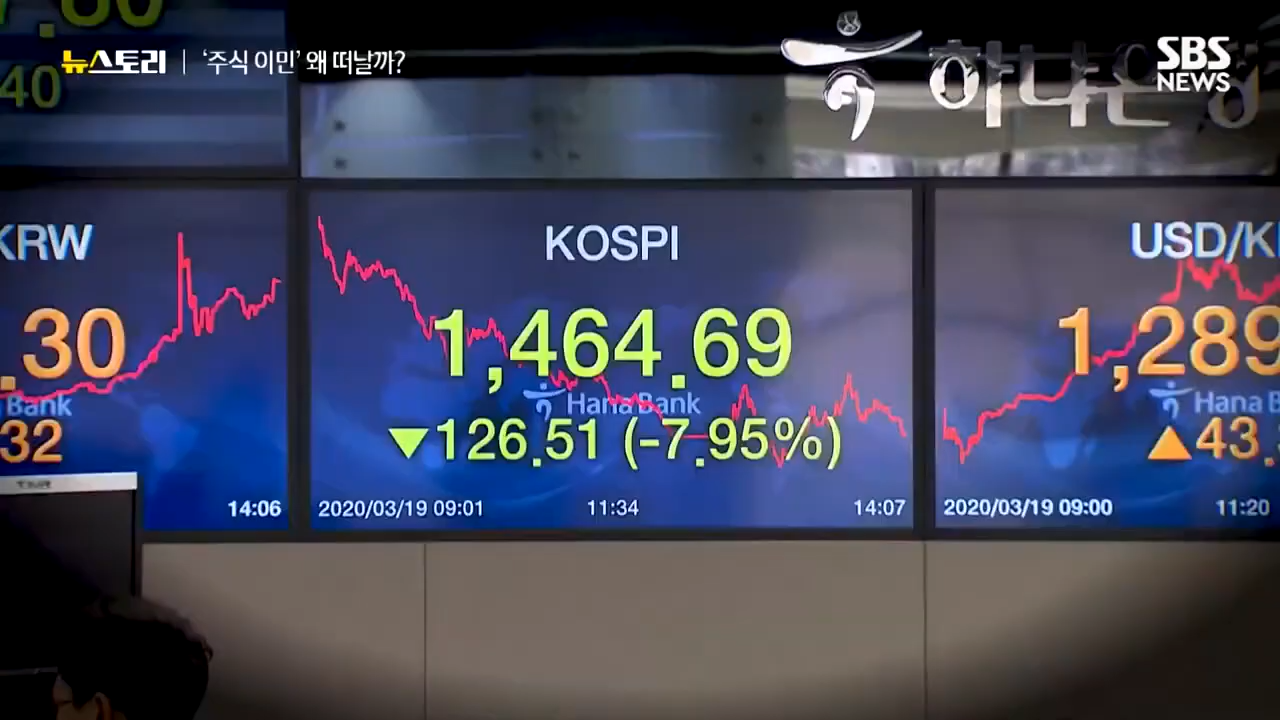 40
뉴스토리 | '주식 이민' 왜 떠날까?
하나은행
SBS
NEWS
KRW
.30
Bank
32
14:06
KOSPI
1,464.69
Hana Bank
▼126.51 (-7.95%)
2020/03/19 09:01 11:34 14:07
USD/K
1,289
Hana B
▲43.
2020/03/19 09:00 11:20